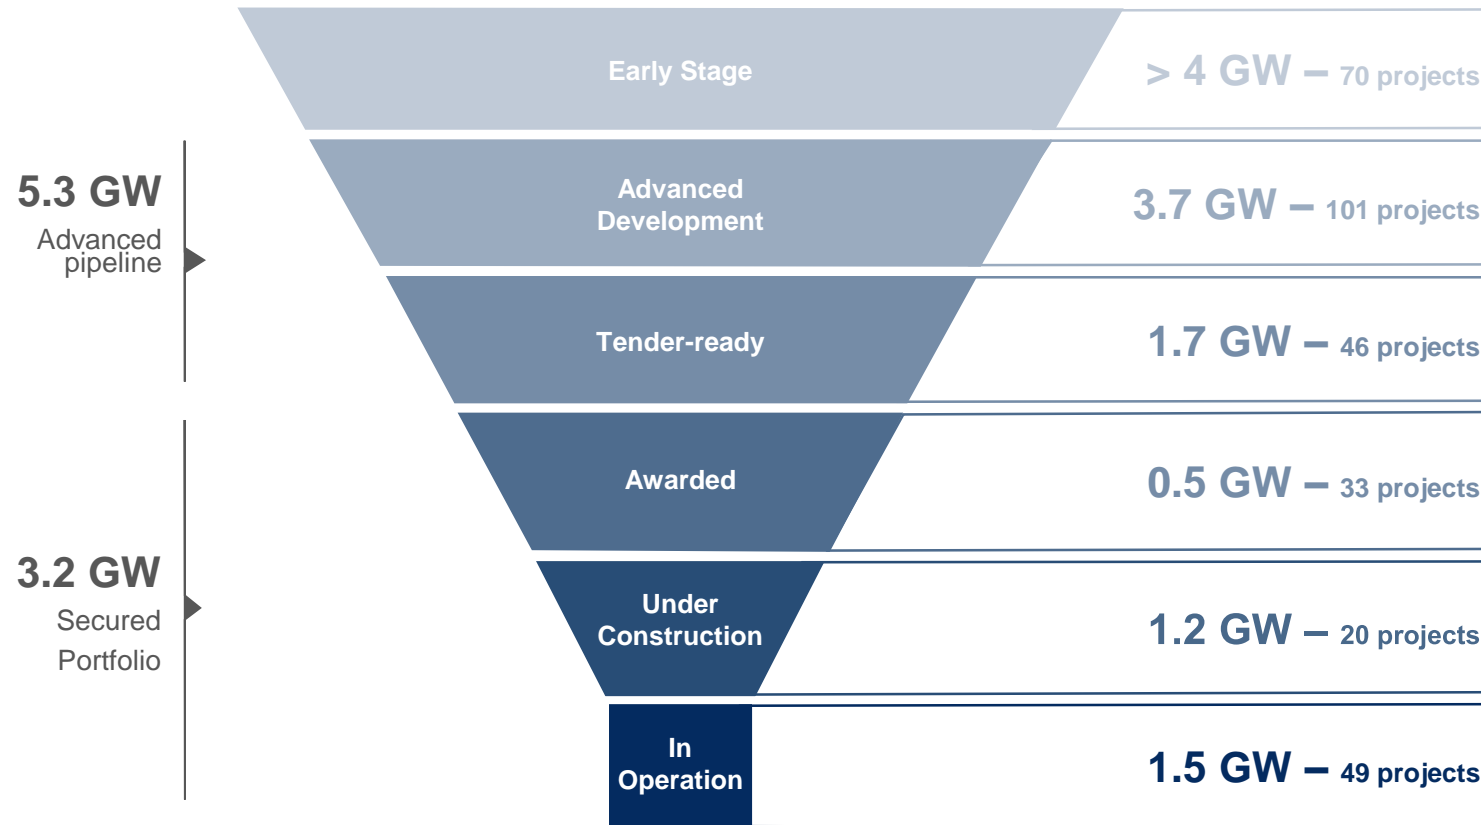 Early Stage
> 4 GW – 70 projects
5.3 GW
Advanced
pipeline
Advanced
Development
3.7 GW – 101 projects
Tender-ready
1.7 GW – 46 projects
Awarded
0.5 GW – 33 projects
3.2 GW
Secured
Portfolio
Under
Construction
1.2 GW – 20 projects
In
Operation
1.5 GW – 49 projects